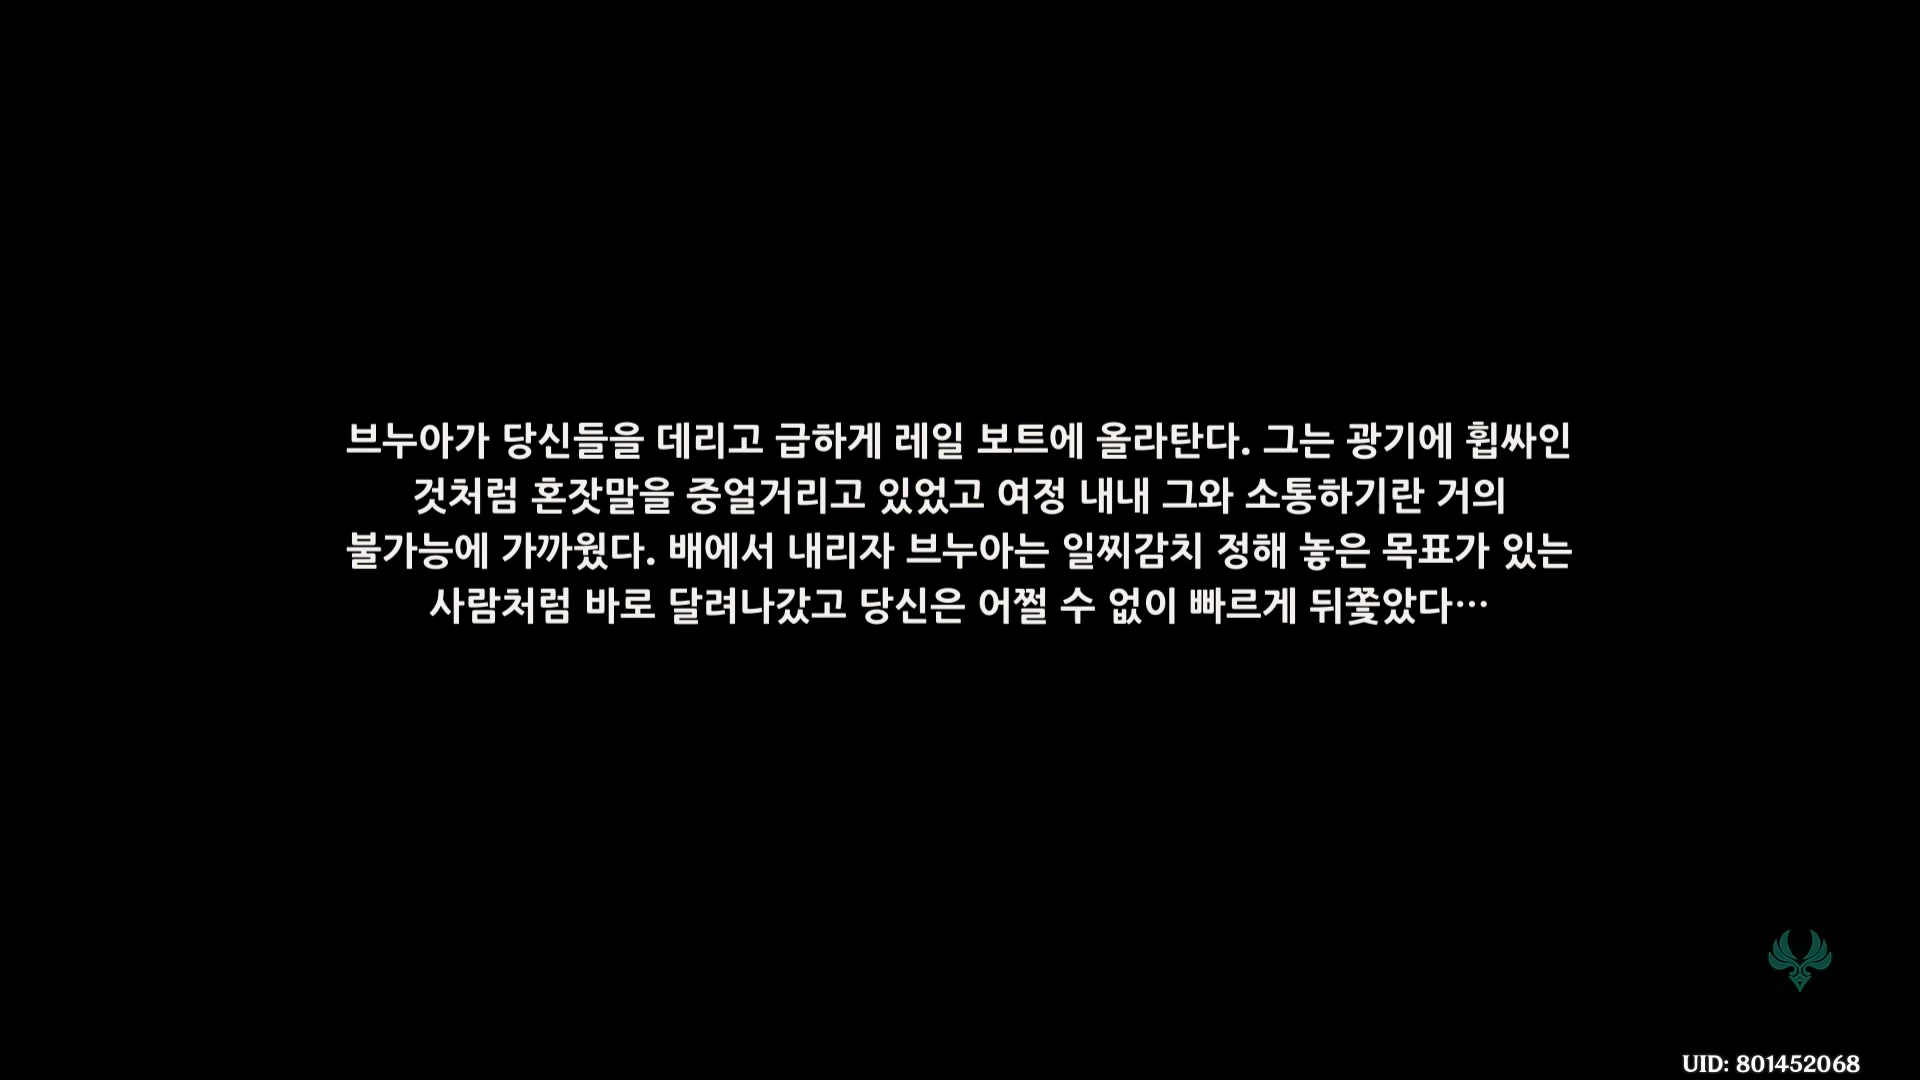 브누아가 당신들을 데리고 급하게 레일 보트에 올라탄다. 그는 광기에 휩싸인
것처럼 혼잣말을 중얼거리고 있었고 여정 내내 그와 소통하기란 거의
불가능에 가까웠다. 배에서 내리자 브누아는 일찌감치 정해 놓은 목표가 있는
사람처럼 바로 달려나갔고 당신은 어쩔 수 없이 빠르게 뒤쫓았다…
UID: 801452068